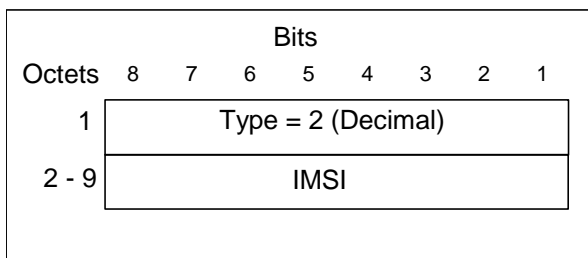 Bits
Octets 8 7 6 5 4 3 2 1
1 Type = 2 (Decimal)
2 - 9 IMSI